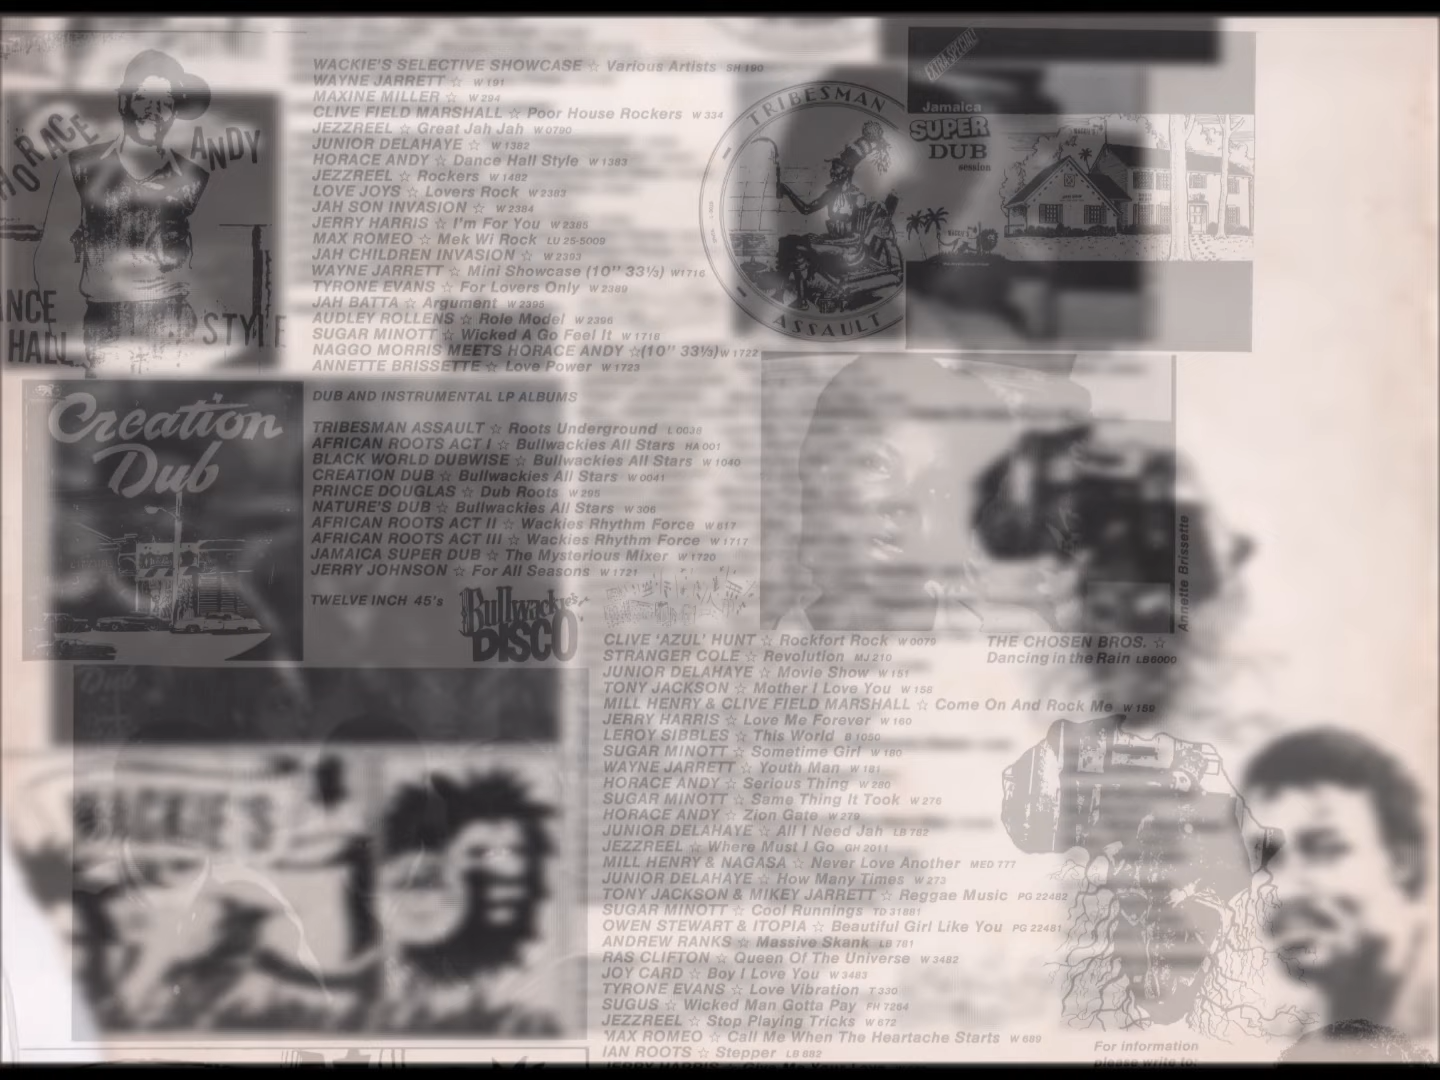 HORACE ANDY
DANCE HALL STYLE
WACKIE'S SELECTIVE SHOWCASE ☆ Various Artists SH 190
WAYNE JARRETT ☆ W 191
MAXINE MILLER ☆ W 294
CLIVE FIELD MARSHALL ☆ Poor House Rockers W 334
JEZZREEL ☆ Great Jah Jah W 0790
JUNIOR DELAHAYE ☆ W 1382
HORACE ANDY ☆ Dance Hall Style W 1383
JEZZREEL ☆ Rockers W 1482
LOVE JOYS ☆ Lovers Rock W 2383
JAH SON INVASION ☆ W 2384
JERRY HARRIS ☆ I'm For You W 2385
MAX ROMEO ☆ Mek Wi Rock LU 25-5009
JAH CHILDREN INVASION ☆ W 2393
WAYNE JARRETT ☆ Mini Showcase (10" 33⅓) W1716
TYRONE EVANS ☆ For Lovers Only W 2389
JAH BATTA ☆ Argument W 2395
AUDLEY ROLLENS ☆ Role Model W 2396
SUGAR MINOTT ☆ Wicked A Go Feel It W 1718
NAGGO MORRIS MEETS HORACE ANDY ☆(10" 33⅓)W 1722
ANNETTE BRISSETTE ☆ Love Power W 1723
TRIBESMAN
ASSAULT
EXTRA SPECIAL
Jamaica
SUPER
DUB
session
Creation
Dub
DUB AND INSTRUMENTAL LP ALBUMS
TRIBESMAN ASSAULT ☆ Roots Underground L 0038
AFRICAN ROOTS ACT I ☆ Bullwackies All Stars HA 001
BLACK WORLD DUBWISE ☆ Bullwackies All Stars W 1040
CREATION DUB ☆ Bullwackies All Stars W 0041
PRINCE DOUGLAS ☆ Dub Roots W 295
NATURE'S DUB ☆ Bullwackies All Stars W 306
AFRICAN ROOTS ACT II ☆ Wackies Rhythm Force W 617
AFRICAN ROOTS ACT III ☆ Wackies Rhythm Force W 1717
JAMAICA SUPER DUB ☆ The Mysterious Mixer W 1720
JERRY JOHNSON ☆ For All Seasons W 1721
TWELVE INCH 45's
Bullwackie's
DISCO
Annette Brissette
CLIVE 'AZUL' HUNT ☆ Rockfort Rock W 0079
STRANGER COLE ☆ Revolution MJ 210
JUNIOR DELAHAYE ☆ Movie Show W 151
TONY JACKSON ☆ Mother I Love You W 158
MILL HENRY & CLIVE FIELD MARSHALL ☆ Come On And Rock Me W 159
JERRY HARRIS ☆ Love Me Forever W 160
LEROY SIBBLES ☆ This World B 1050
SUGAR MINOTT ☆ Sometime Girl W 180
WAYNE JARRETT ☆ Youth Man W 181
HORACE ANDY ☆ Serious Thing W 280
SUGAR MINOTT ☆ Same Thing It Took W 276
HORACE ANDY ☆ Zion Gate W 279
JUNIOR DELAHAYE ☆ All I Need Jah LB 782
JEZZREEL ☆ Where Must I Go GH 2011
MILL HENRY & NAGASA ☆ Never Love Another MED 777
JUNIOR DELAHAYE ☆ How Many Times W 273
TONY JACKSON & MIKEY JARRETT ☆ Reggae Music PG 22482
SUGAR MINOTT ☆ Cool Runnings TD 31881
OWEN STEWART & ITOPIA ☆ Beautiful Girl Like You PG 22481
ANDREW RANKS ☆ Massive Skank LB 781
RAS CLIFTON ☆ Queen Of The Universe W 3482
JOY CARD ☆ Boy I Love You W 3483
TYRONE EVANS ☆ Love Vibration T 330
SUGUS ☆ Wicked Man Gotta Pay FH 7264
JEZZREEL ☆ Stop Playing Tricks W 672
MAX ROMEO ☆ Call Me When The Heartache Starts W 689
IAN ROOTS ☆ Stepper LB 882
JERRY HARRIS ☆ Give Me Your Love
THE CHOSEN BROS. ☆
Dancing in the Rain LB6000
WACKIE'S
For information
please write to: